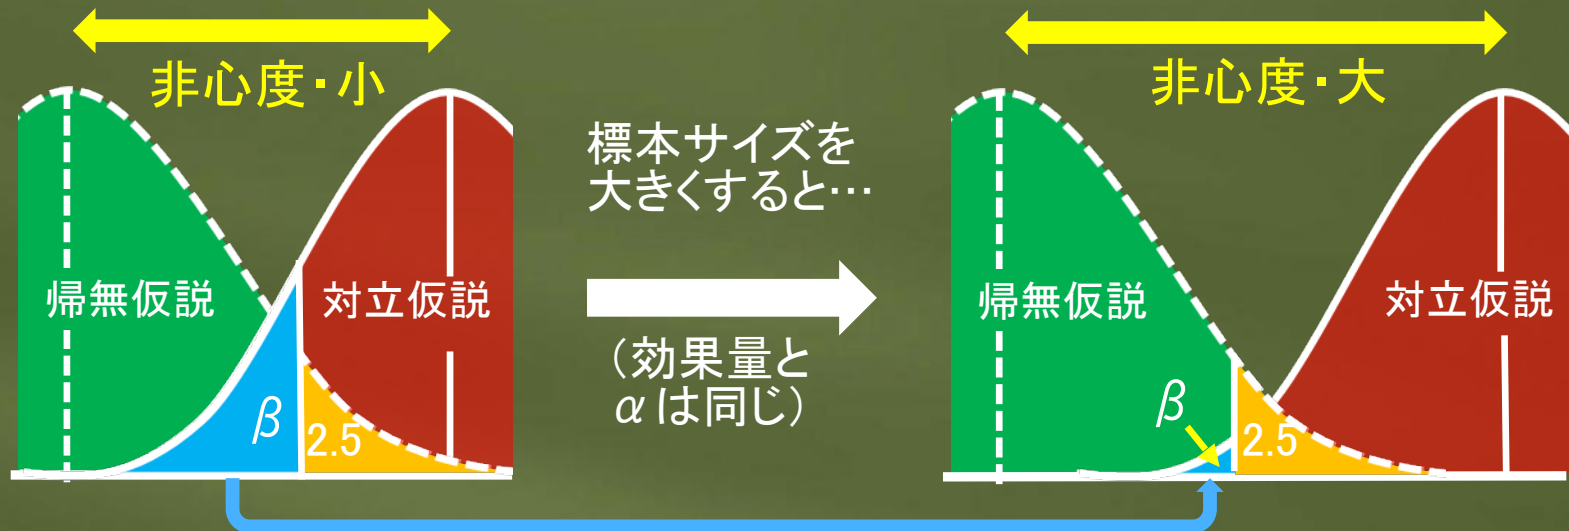 非心度・小
帰無仮説
対立仮説
β
2.5
標本サイズを
大きくすると…
（効果量と
αは同じ）
非心度・大
帰無仮説
対立仮説
β
2.5